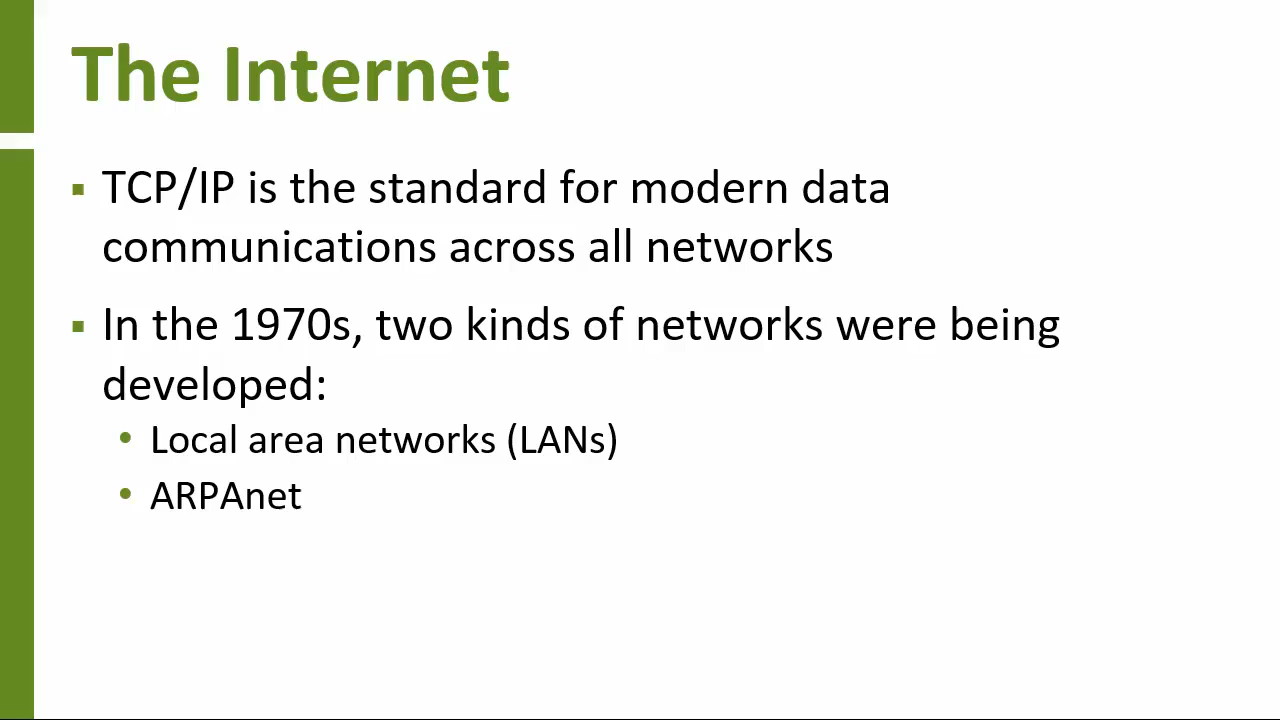 The Internet
▪ TCP/IP is the standard for modern data
communications across all networks
▪ In the 1970s, two kinds of networks were being
developed:
• Local area networks (LANs)
• ARPAnet